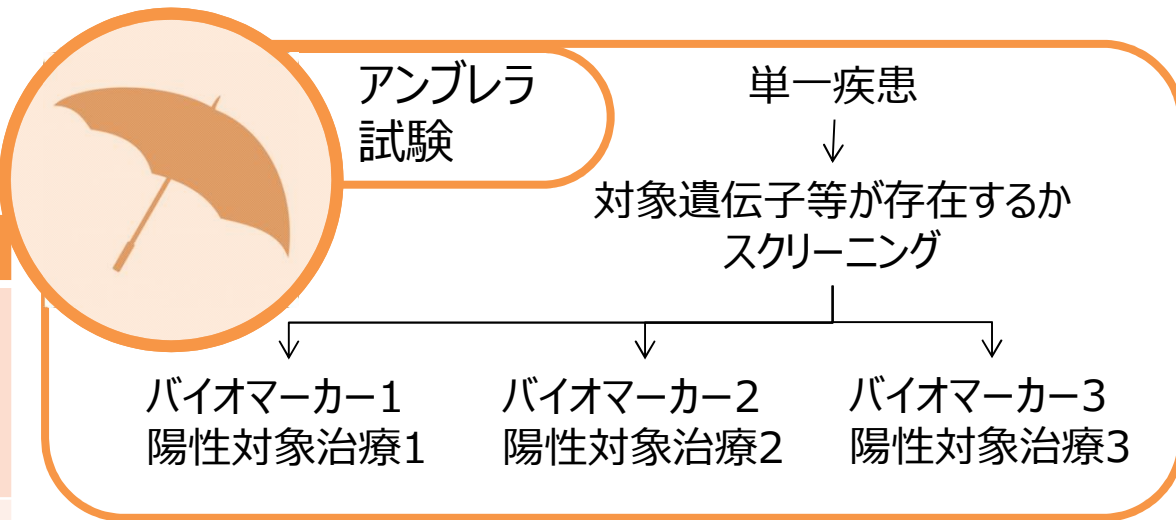 アンブレラ
試験
単一疾患
対象遺伝子等が存在するか
スクリーニング
バイオマーカー1
陽性対象治療1
バイオマーカー2
陽性対象治療2
バイオマーカー3
陽性対象治療3